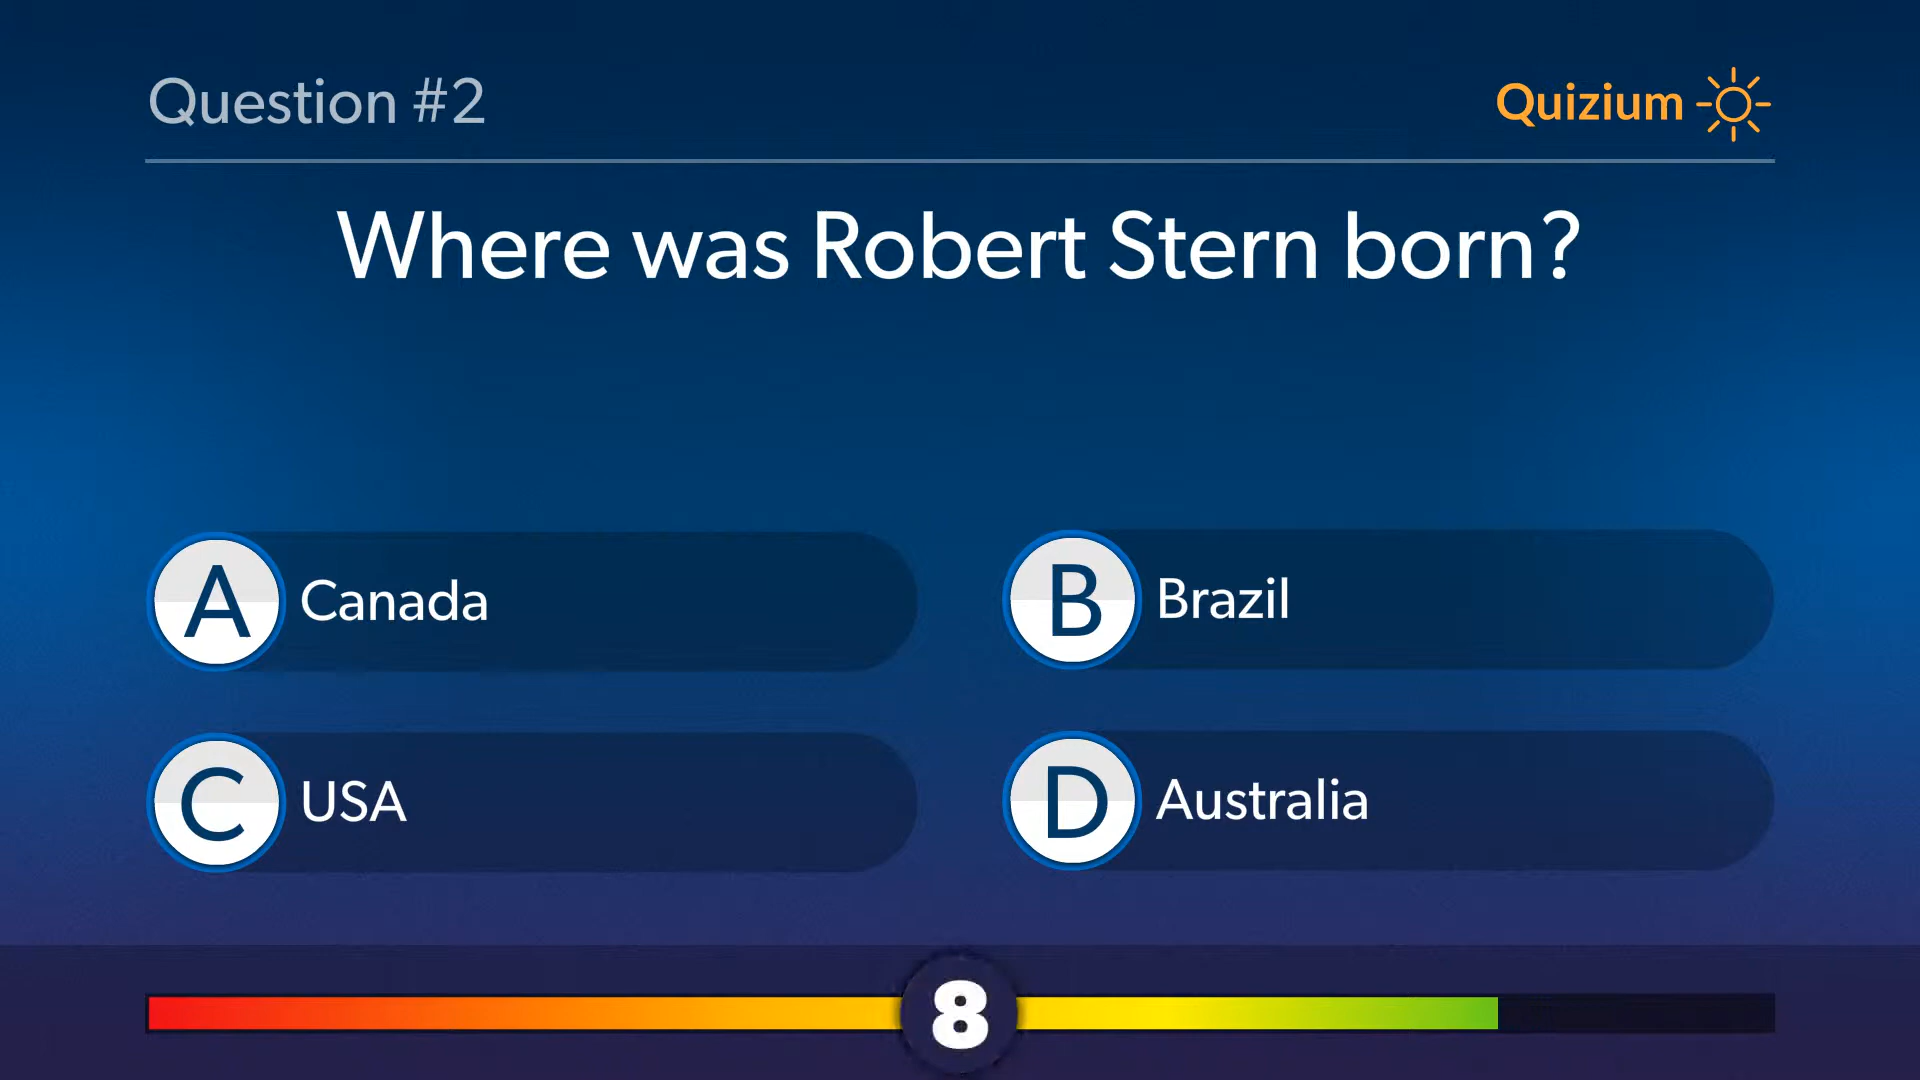 Question #2
Quizium
Where was Robert Stern born?
A Canada
B Brazil
C USA
D Australia
8